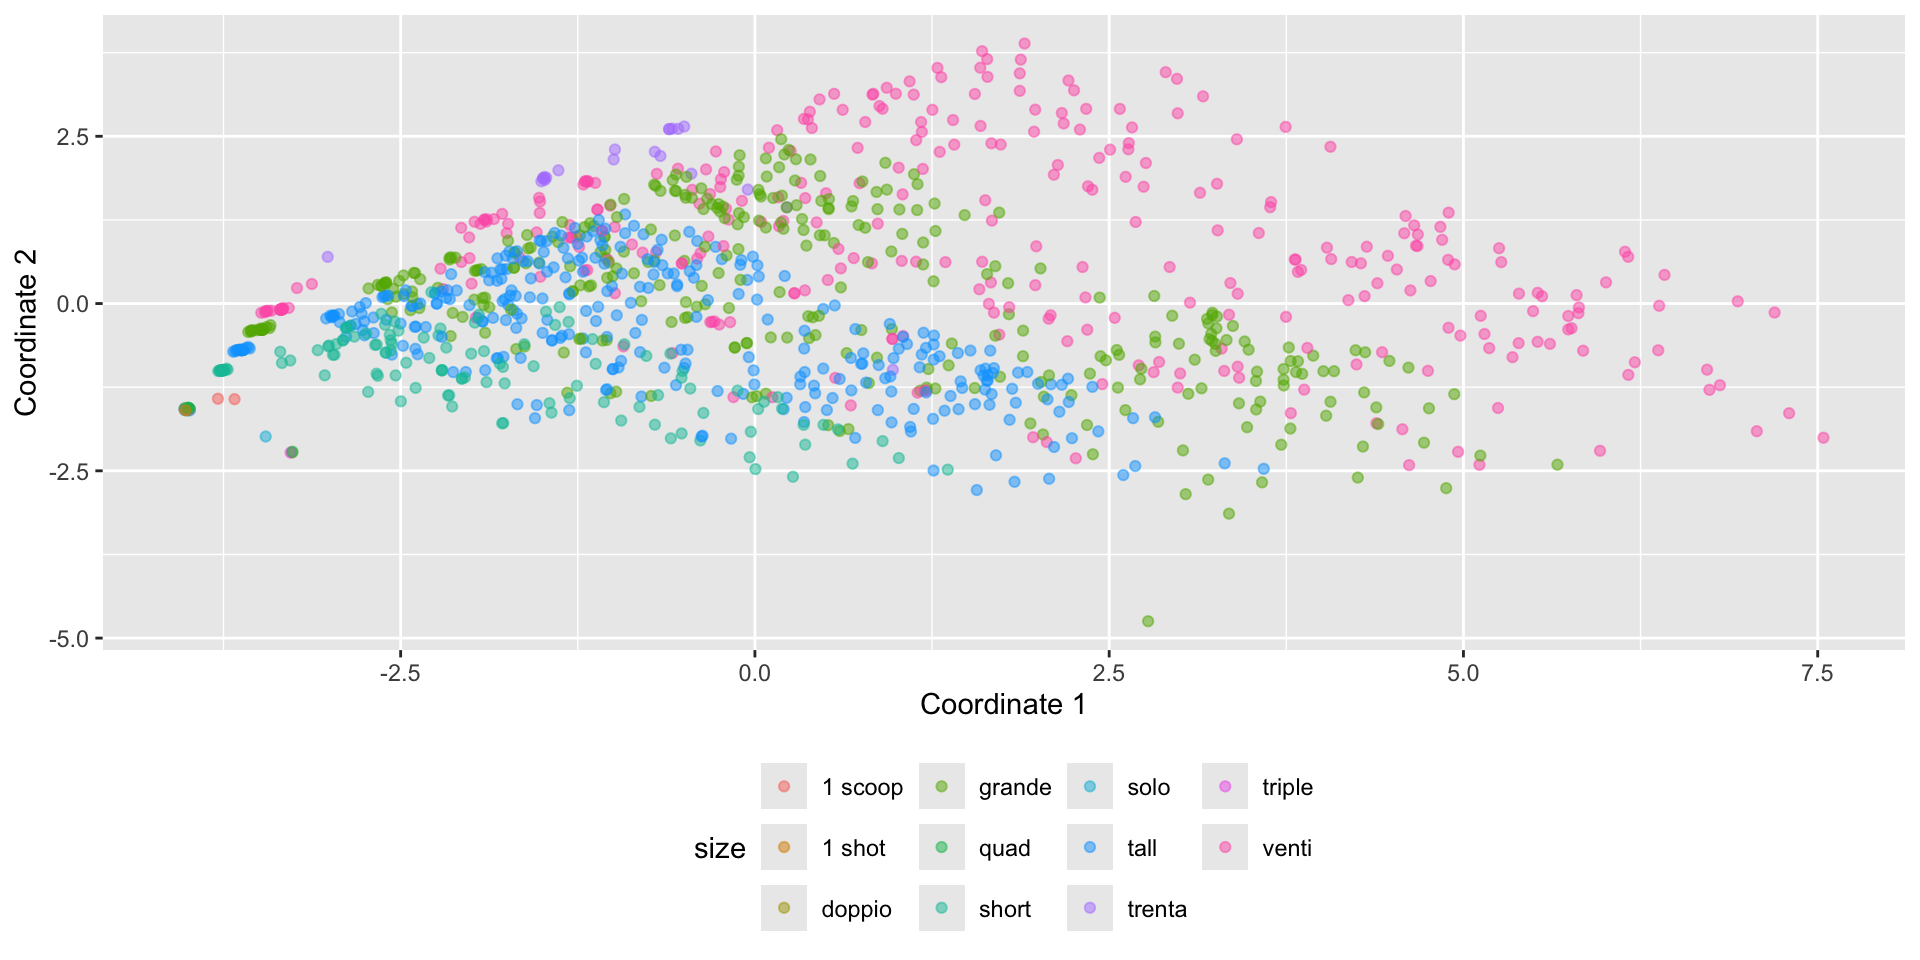 Coordinate 2
2.5
0.0
-2.5
-5.0
-2.5 0.0 2.5 5.0 7.5
Coordinate 1
size
1 scoop grande solo triple
1 shot quad tall venti
doppio short trenta